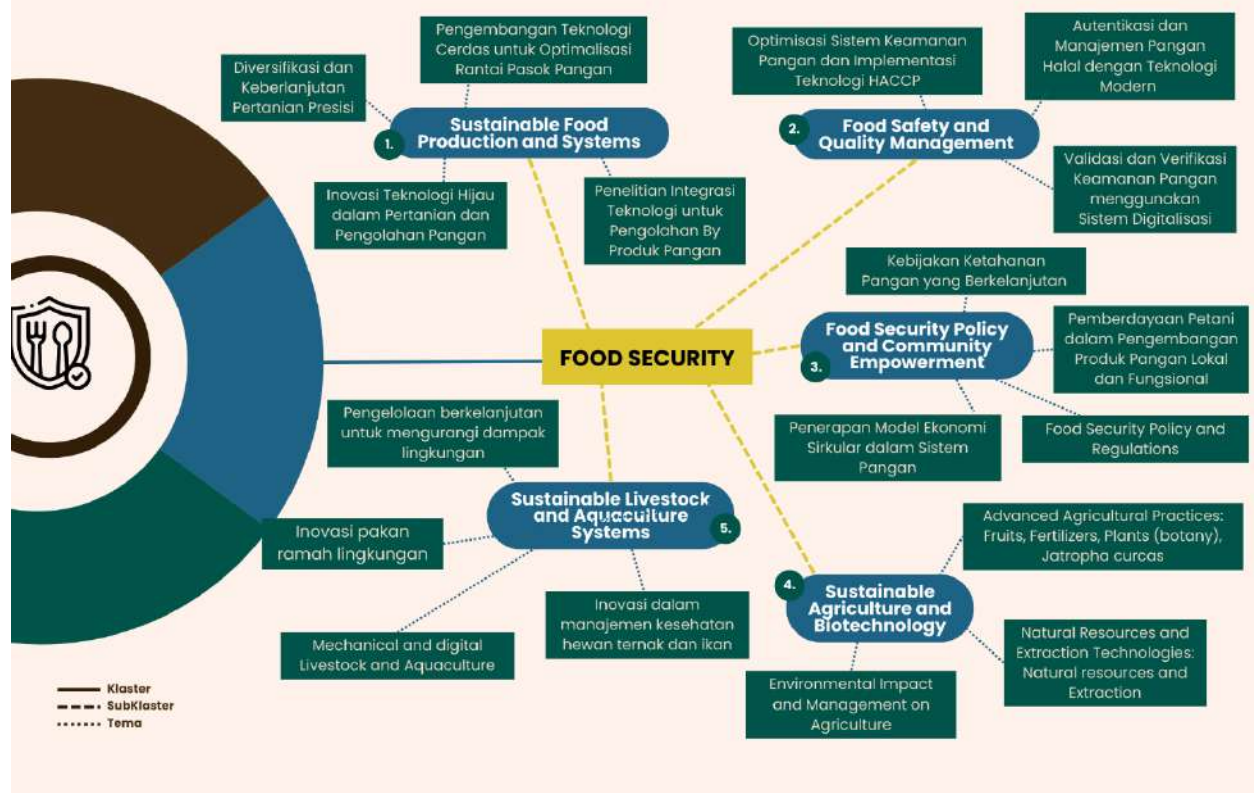 Pengembangan Teknologi
Cerdas untuk Optimalisasi
Rantai Pasok Pangan
Diversifikasi dan
Keberlanjutan
Pertanian Presisi
1.
Sustainable Food
Production and Systems
Inovasi Teknologi Hijau
dalam Pertanian dan
Pengolahan Pangan
Penelitian Integrasi
Teknologi untuk
Pengolahan By
Produk Pangan
Optimisasi Sistem Keamanan
Pangan dan Implementasi
Teknologi HACCP
Autentikasi dan
Manajemen Pangan
Halal dengan Teknologi
Modern
2.
Food Safety and
Quality Management
Validasi dan Verifikasi
Keamanan Pangan
menggunakan
Sistem Digitalisasi
Kebijakan Ketahanan
Pangan yang Berkelanjutan
FOOD SECURITY
Food Security Policy
and Community
Empowerment
3.
Pemberdayaan Petani
dalam Pengembangan
Produk Pangan Lokal
dan Fungsional
Penerapan Model Ekonomi
Sirkular dalam Sistem
Pangan
Food Security Policy and
Regulations
Pengelolaan berkelanjutan
untuk mengurangi dampak
lingkungan
Sustainable Livestock
and Aquaculture
Systems
5.
Inovasi pakan
ramah lingkungan
Mechanical and digital
Livestock and Aquaculture
Inovasi dalam
manajemen kesehatan
hewan ternak dan ikan
Advanced Agricultural Practices:
Fruits, Fertilizers, Plants (botany),
Jatropha curcas
4.
Sustainable
Agriculture and
Biotechnology
Natural Resources and
Extraction Technologies:
Natural resources and
Extraction
Environmental Impact
and Management on
Agriculture
Klaster
SubKlaster
Tema